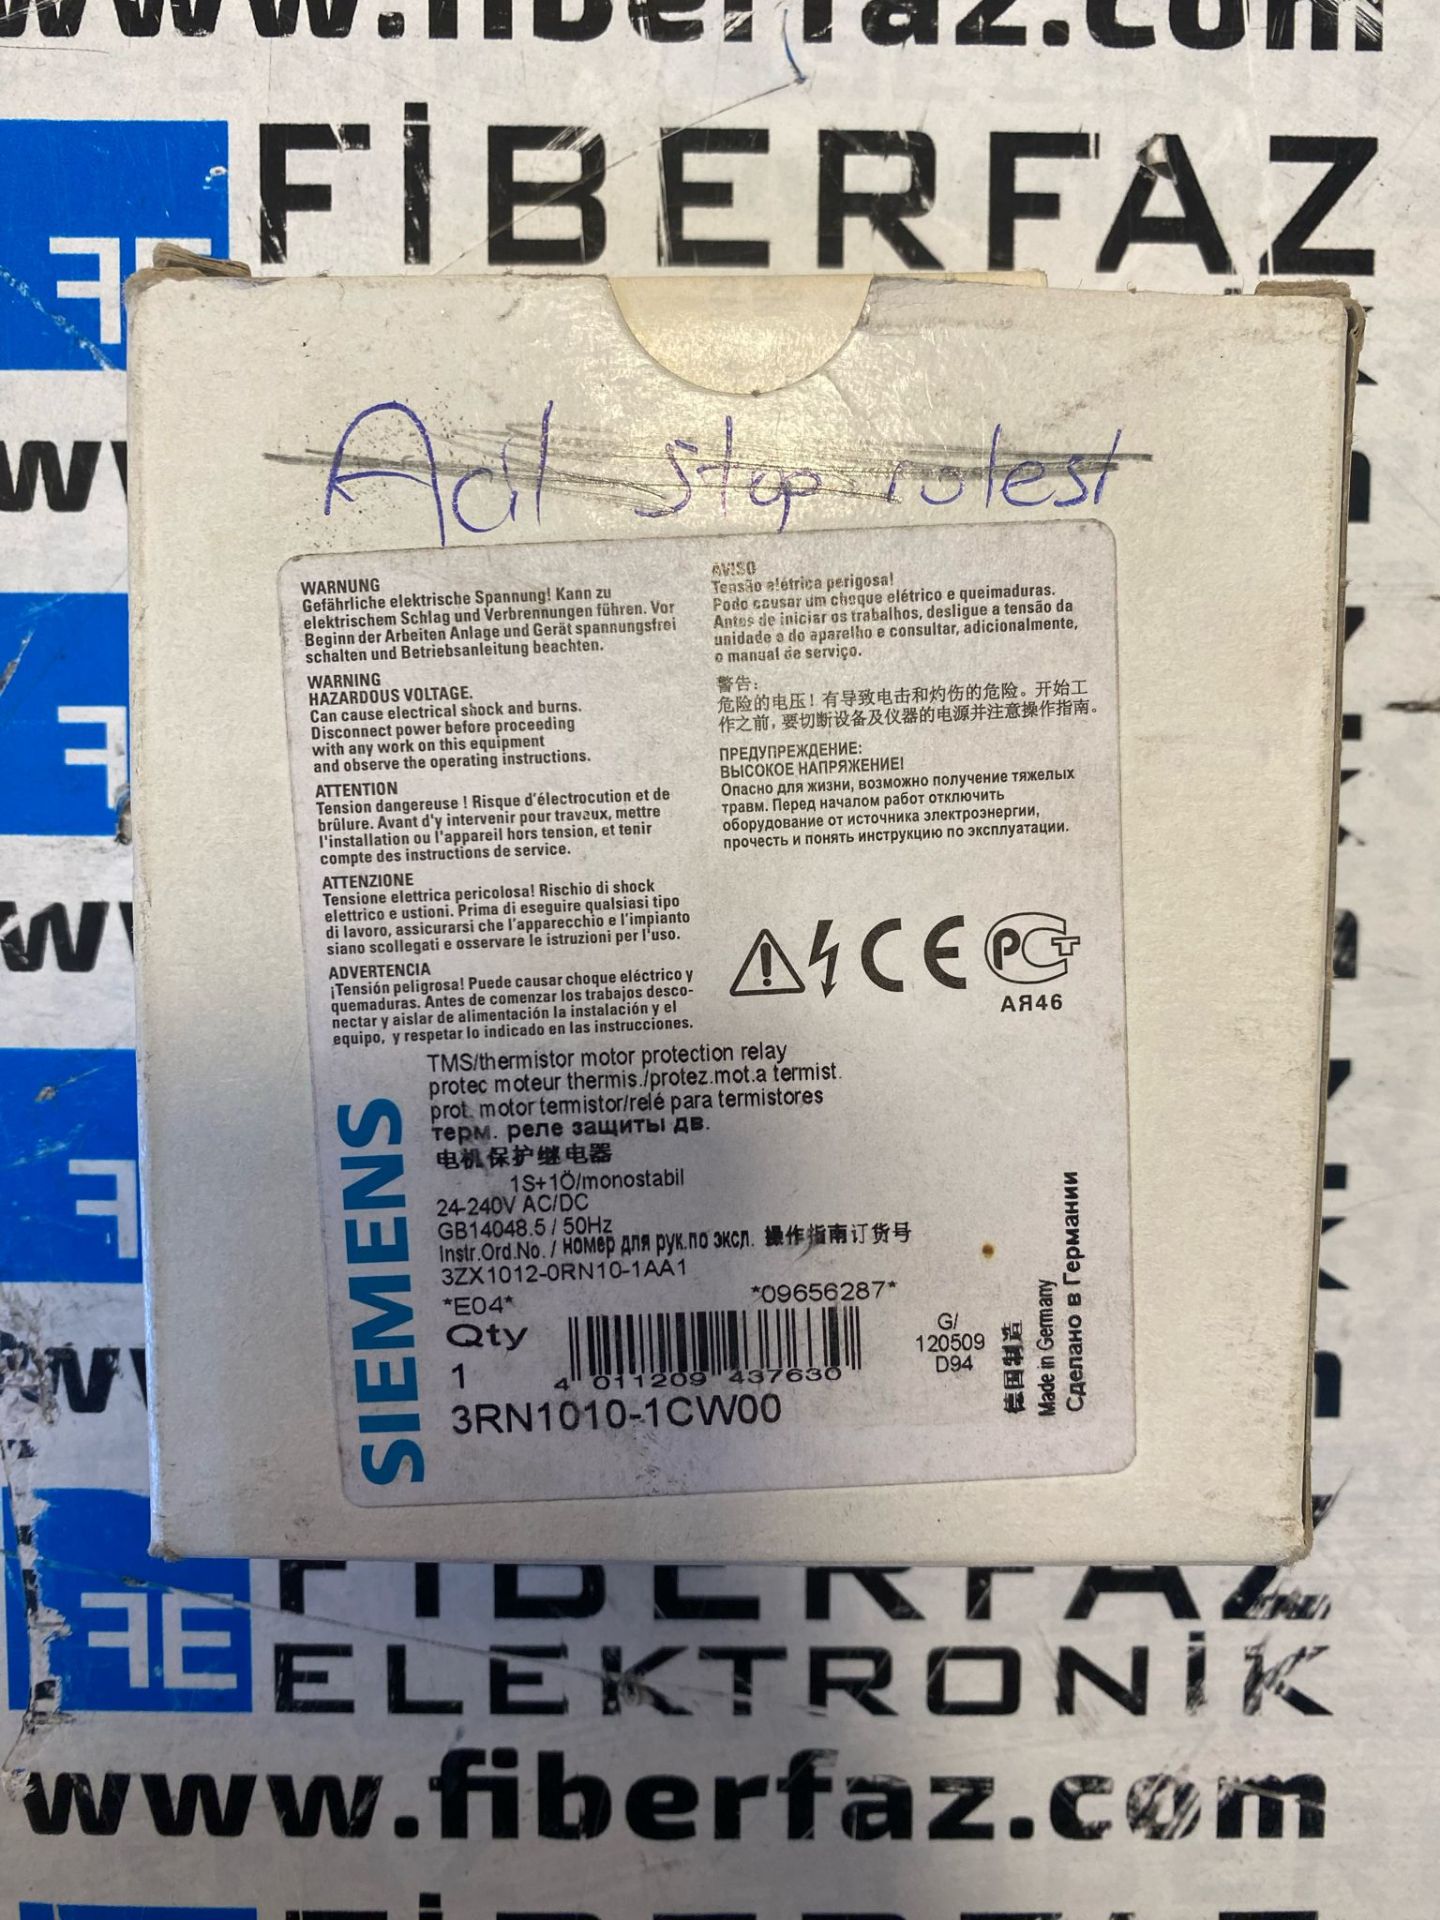 www.fiberfaz.com
FİBERFAZ
Acil stop rolesi
WARNUNG
Gefährliche elektrische Spannung! Kann zu
elektrischem Schlag und Verbrennungen führen. Vor
Beginn der Arbeiten Anlage und Gerät spannungsfrei
schalten und Betriebsanleitung beachten.
WARNING
HAZARDOUS VOLTAGE.
Can cause electrical shock and burns.
Disconnect power before proceeding
with any work on this equipment
and observe the operating instructions.
ATTENTION
Tension dangereuse ! Risque d'électrocution et de
brûlure. Avant d'y intervenir pour travaux, mettre
l'installation ou l'appareil hors tension, et tenir
compte des instructions de service.
ATTENZIONE
Tensione elettrica pericolosa! Rischio di shock
elettrico e ustioni. Prima di eseguire qualsiasi tipo
di lavoro, assicurarsi che l'apparecchio e l'impianto
siano scollegati e osservare le istruzioni per l'uso.
ADVERTENCIA
¡Tensión peligrosa! Puede causar choque eléctrico y
quemaduras. Antes de comenzar los trabajos desco-
nectar y aislar de alimentación la instalación y el
equipo, y respetar lo indicado en las instrucciones.
AVISO
Tensão elétrica perigosa!
Podo causar um choque elétrico e queimaduras.
Antes de iniciar os trabalhos, desligue a tensão da
unidade e do aparelho e consultar, adicionalmente,
o manual de serviço.
警告:
危险的电压！有导致电击和灼伤的危险。开始工
作之前，要切断设备及仪器的电源并注意操作指南。
ПРЕДУПРЕЖДЕНИЕ:
ВЫСОКОЕ НАПРЯЖЕНИЕ!
Опасно для жизни, возможно получение тяжелых
травм. Перед началом работ отключить
оборудование от источника электроэнергии,
прочесть и понять инструкцию по эксплуатации.
CE PCT
АЯ46
TMS/thermistor motor protection relay
protec moteur thermis./protez.mot.a termist.
prot. motor termistor/relé para termistores
терм. реле защиты дв.
电机保护继电器
1S+1Ö/monostabil
24-240V AC/DC
GB14048.5 / 50Hz
Instr.Ord.No. / номер для рук.по эксп. 操作指南订货号
3ZX1012-0RN10-1AA1
*E04* *09656287*
Qty
1
4 011209 437630
3RN1010-1CW00
G/
120509
D94
德国制造
Made in Germany
Сделано в Германии
SIEMENS
FİBERFAZ
FE ELEKTRONİK
www.fiberfaz.com